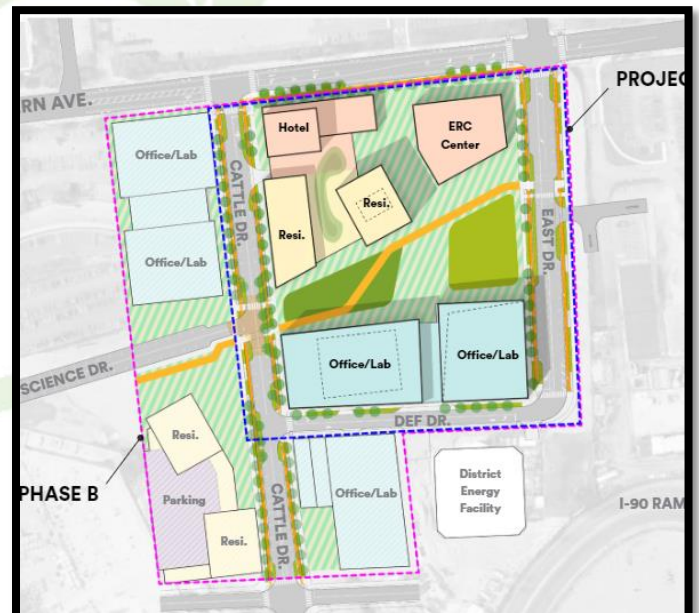 PROJEC
RN AVE.
Hotel
ERC
Center
Office/Lab
CATTLE DR.
Resi.
Resi.
EAST DR.
Office/Lab
SCIENCE DR.
Office/Lab
Office/Lab
DEF DR.
Resi.
PHASE B
Parking
CATTLE DR.
Office/Lab
District
Energy
Facility
I-90 RAM
Resi.